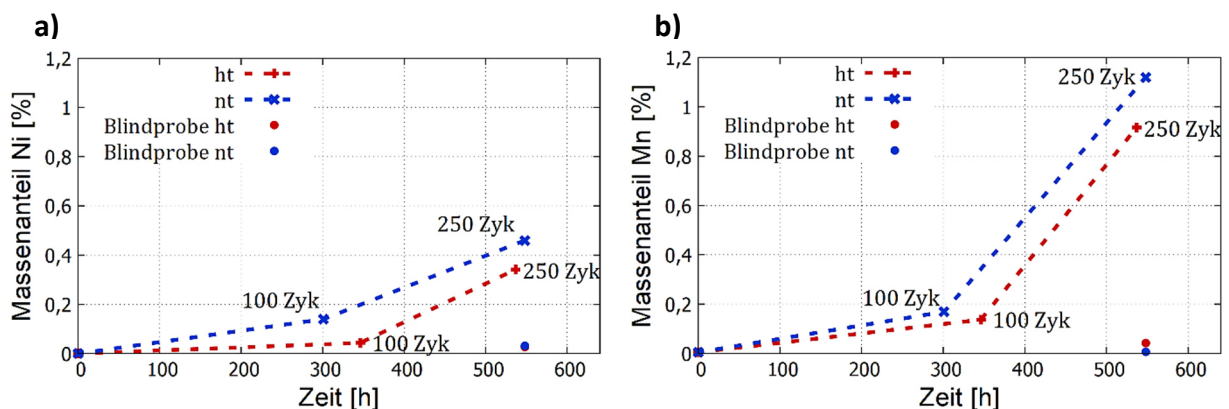 a)
Massenanteil Ni [%]
1,2
1
0,8
0,6
0,4
0,2
0
ht
nt
Blindprobe ht
Blindprobe nt
250 Zyk
250 Zyk
100 Zyk
100 Zyk
0 100 200 300 400 500 600
Zeit [h]
b)
Massenanteil Mn [%]
1,2
1
0,8
0,6
0,4
0,2
0
ht
nt
Blindprobe ht
Blindprobe nt
250 Zyk
250 Zyk
100 Zyk
100 Zyk
0 100 200 300 400 500 600
Zeit [h]